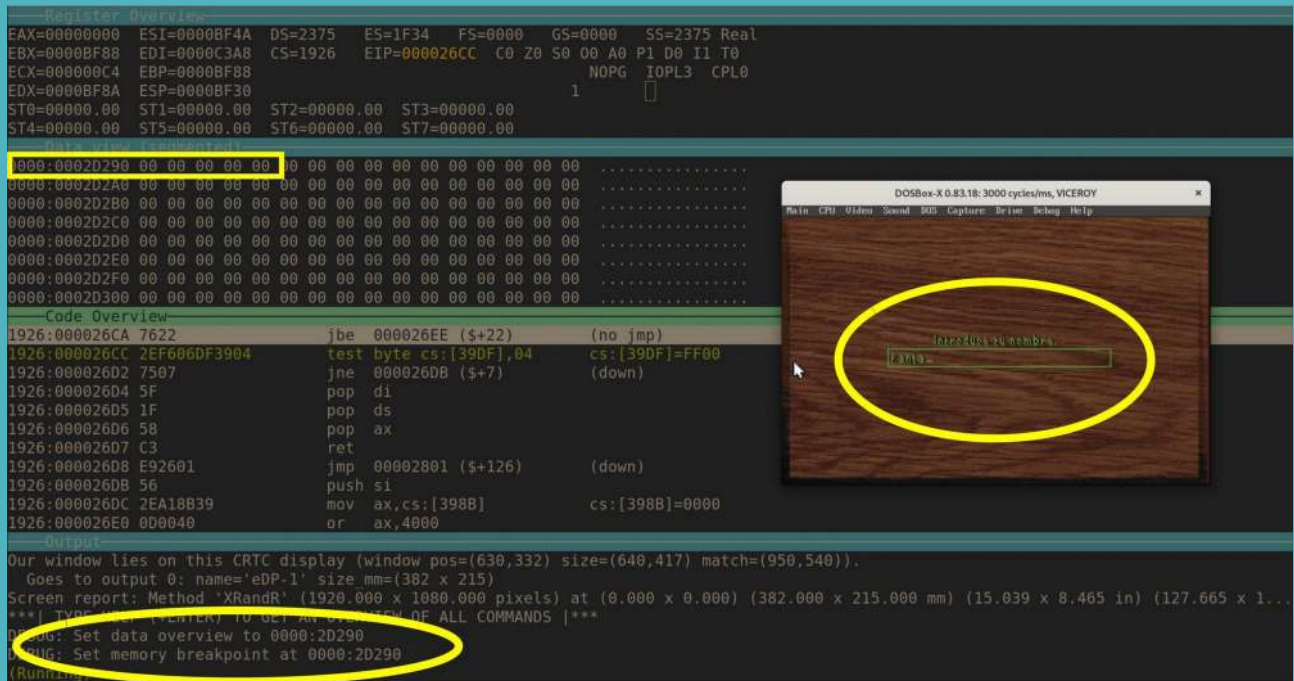 Register Overview
EAX=00000000 ESI=0000BF4A DS=2375 ES=1F34 FS=0000 GS=0000 SS=2375 Real
EBX=0000BF88 EDI=0000C3A8 CS=1926 EIP=000026CC C0 Z0 S0 O0 A0 P1 D0 I1 T0
ECX=000000C4 EBP=0000BF88 NOPG IOPL3 CPL0
EDX=0000BF8A ESP=0000BF30 1
ST0=00000.00 ST1=00000.00 ST2=00000.00 ST3=00000.00
ST4=00000.00 ST5=00000.00 ST6=00000.00 ST7=00000.00
Data view (segmented)
0000:0002D290 00 00 00 00 00 00 00 00 00 00 00 00 00 00 00 00 ................
0000:0002D2A0 00 00 00 00 00 00 00 00 00 00 00 00 00 00 00 00 ................
0000:0002D2B0 00 00 00 00 00 00 00 00 00 00 00 00 00 00 00 00 ................
0000:0002D2C0 00 00 00 00 00 00 00 00 00 00 00 00 00 00 00 00 ................
0000:0002D2D0 00 00 00 00 00 00 00 00 00 00 00 00 00 00 00 00 ................
0000:0002D2E0 00 00 00 00 00 00 00 00 00 00 00 00 00 00 00 00 ................
0000:0002D2F0 00 00 00 00 00 00 00 00 00 00 00 00 00 00 00 00 ................
0000:0002D300 00 00 00 00 00 00 00 00 00 00 00 00 00 00 00 00 ................
Code Overview
1926:000026CA 7622 jbe 000026EE ($+22) (no jmp)
1926:000026CC 2EF606DF3904 test byte cs:[39DF],04 cs:[39DF]=FF00
1926:000026D2 7507 jne 000026DB ($+7) (down)
1926:000026D4 5F pop di
1926:000026D5 1F pop ds
1926:000026D6 58 pop ax
1926:000026D7 C3 ret
1926:000026D8 E92601 jmp 00002801 ($+126) (down)
1926:000026DB 56 push si
1926:000026DC 2EA18B39 mov ax,cs:[398B] cs:[398B]=0000
1926:000026E0 0D0040 or ax,4000
Output
Our window lies on this CRTC display (window pos=(630,332) size=(640,417) match=(950,540)).
Goes to output 0: name='eDP-1' size_mm=(382 x 215)
Screen report: Method 'XRandR' (1920.000 x 1080.000 pixels) at (0.000 x 0.000) (382.000 x 215.000 mm) (15.039 x 8.465 in) (127.665 x 1...
***| TYPE HELP (+ENTER) TO GET AN OVERVIEW OF ALL COMMANDS |***
DEBUG: Set data overview to 0000:2D290
DEBUG: Set memory breakpoint at 0000:2D290
(Running)
DOSBox-X 0.83.18: 3000 cycles/ms, VICEROY
Main CPU Video Sound DOS Capture Drive Debug Help
Introduce su nombre.